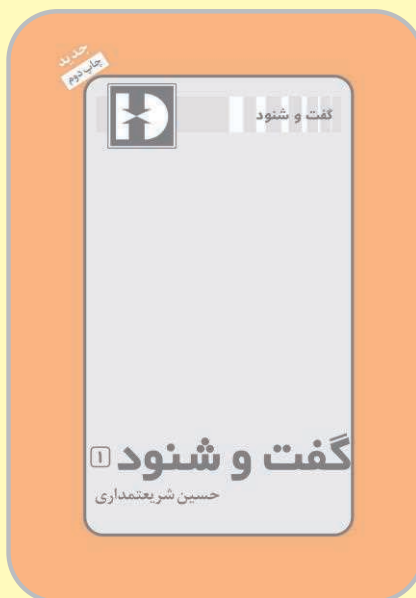 جدید
چاپ دوم
گفت و شنود
گفت و شنود ۱
حسین شریعتمداری